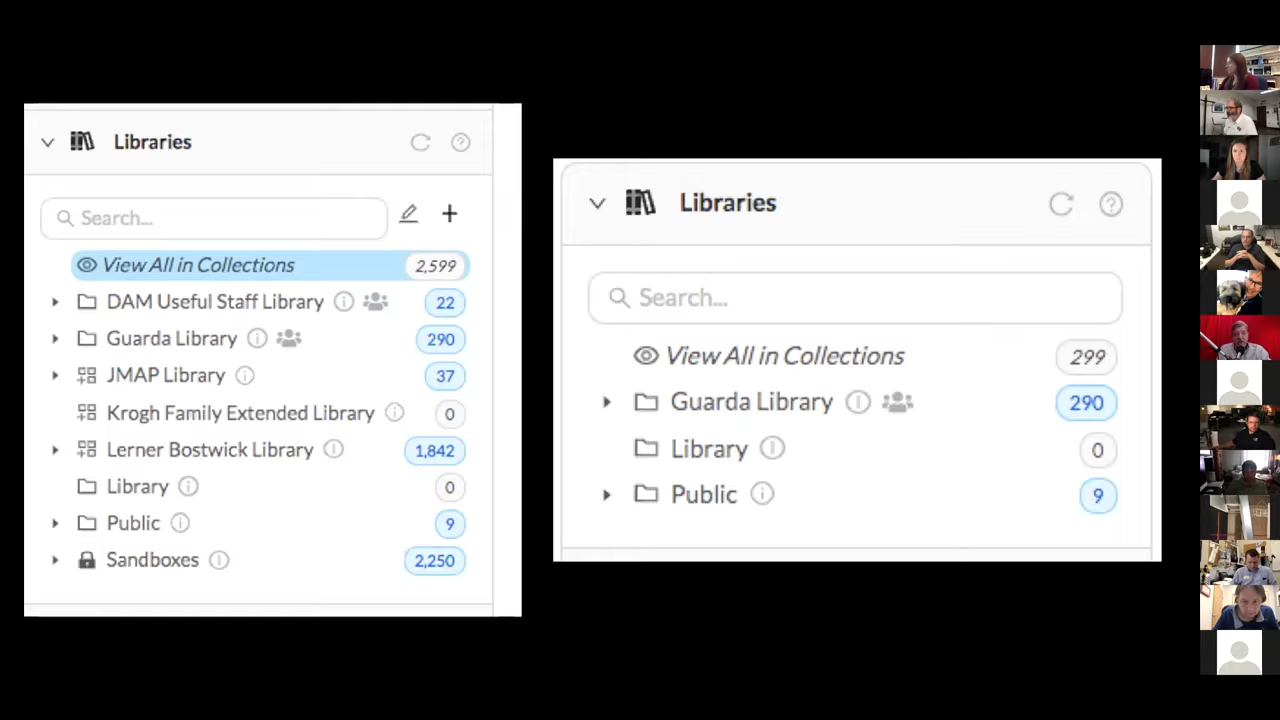 Libraries
Search...
View All in Collections 2,599
DAM Useful Staff Library 22
Guarda Library 290
JMAP Library 37
Krogh Family Extended Library 0
Lerner Bostwick Library 1,842
Library 0
Public 9
Sandboxes 2,250
Libraries
Search...
View All in Collections 299
Guarda Library 290
Library 0
Public 9